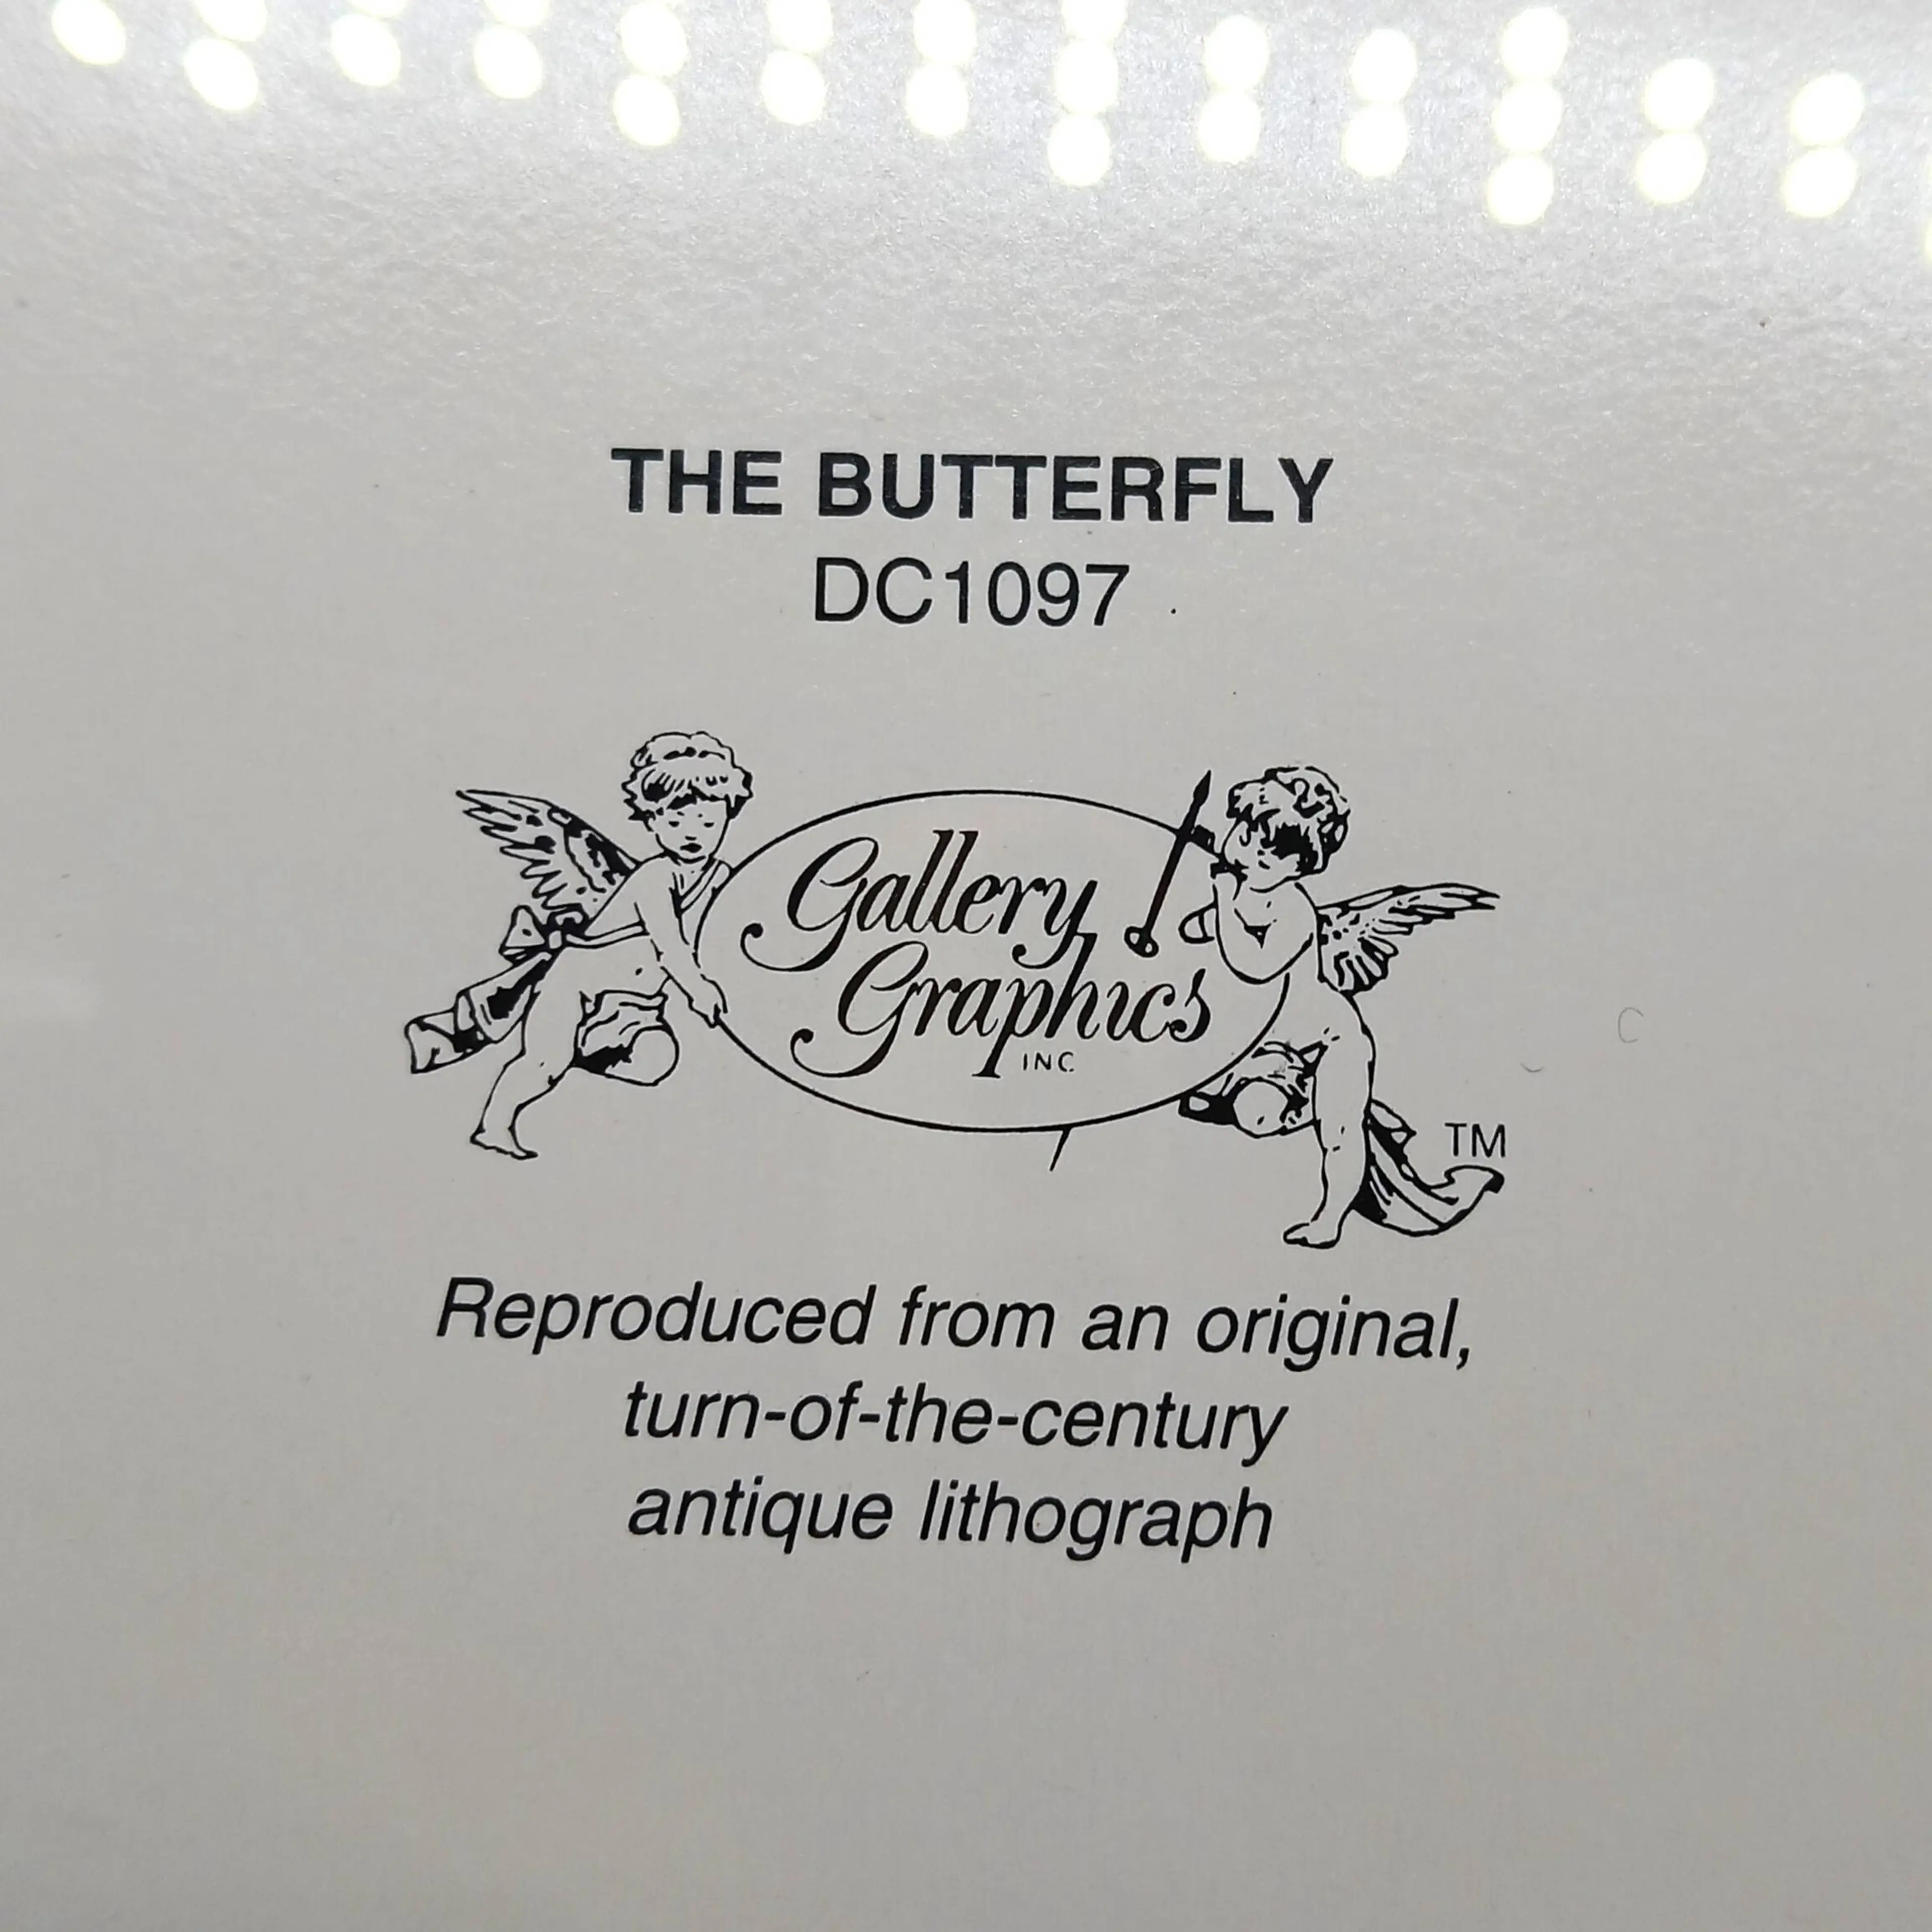 THE BUTTERFLY
DC1097
Gallery
Graphics
INC
TM
Reproduced from an original,
turn-of-the-century
antique lithograph